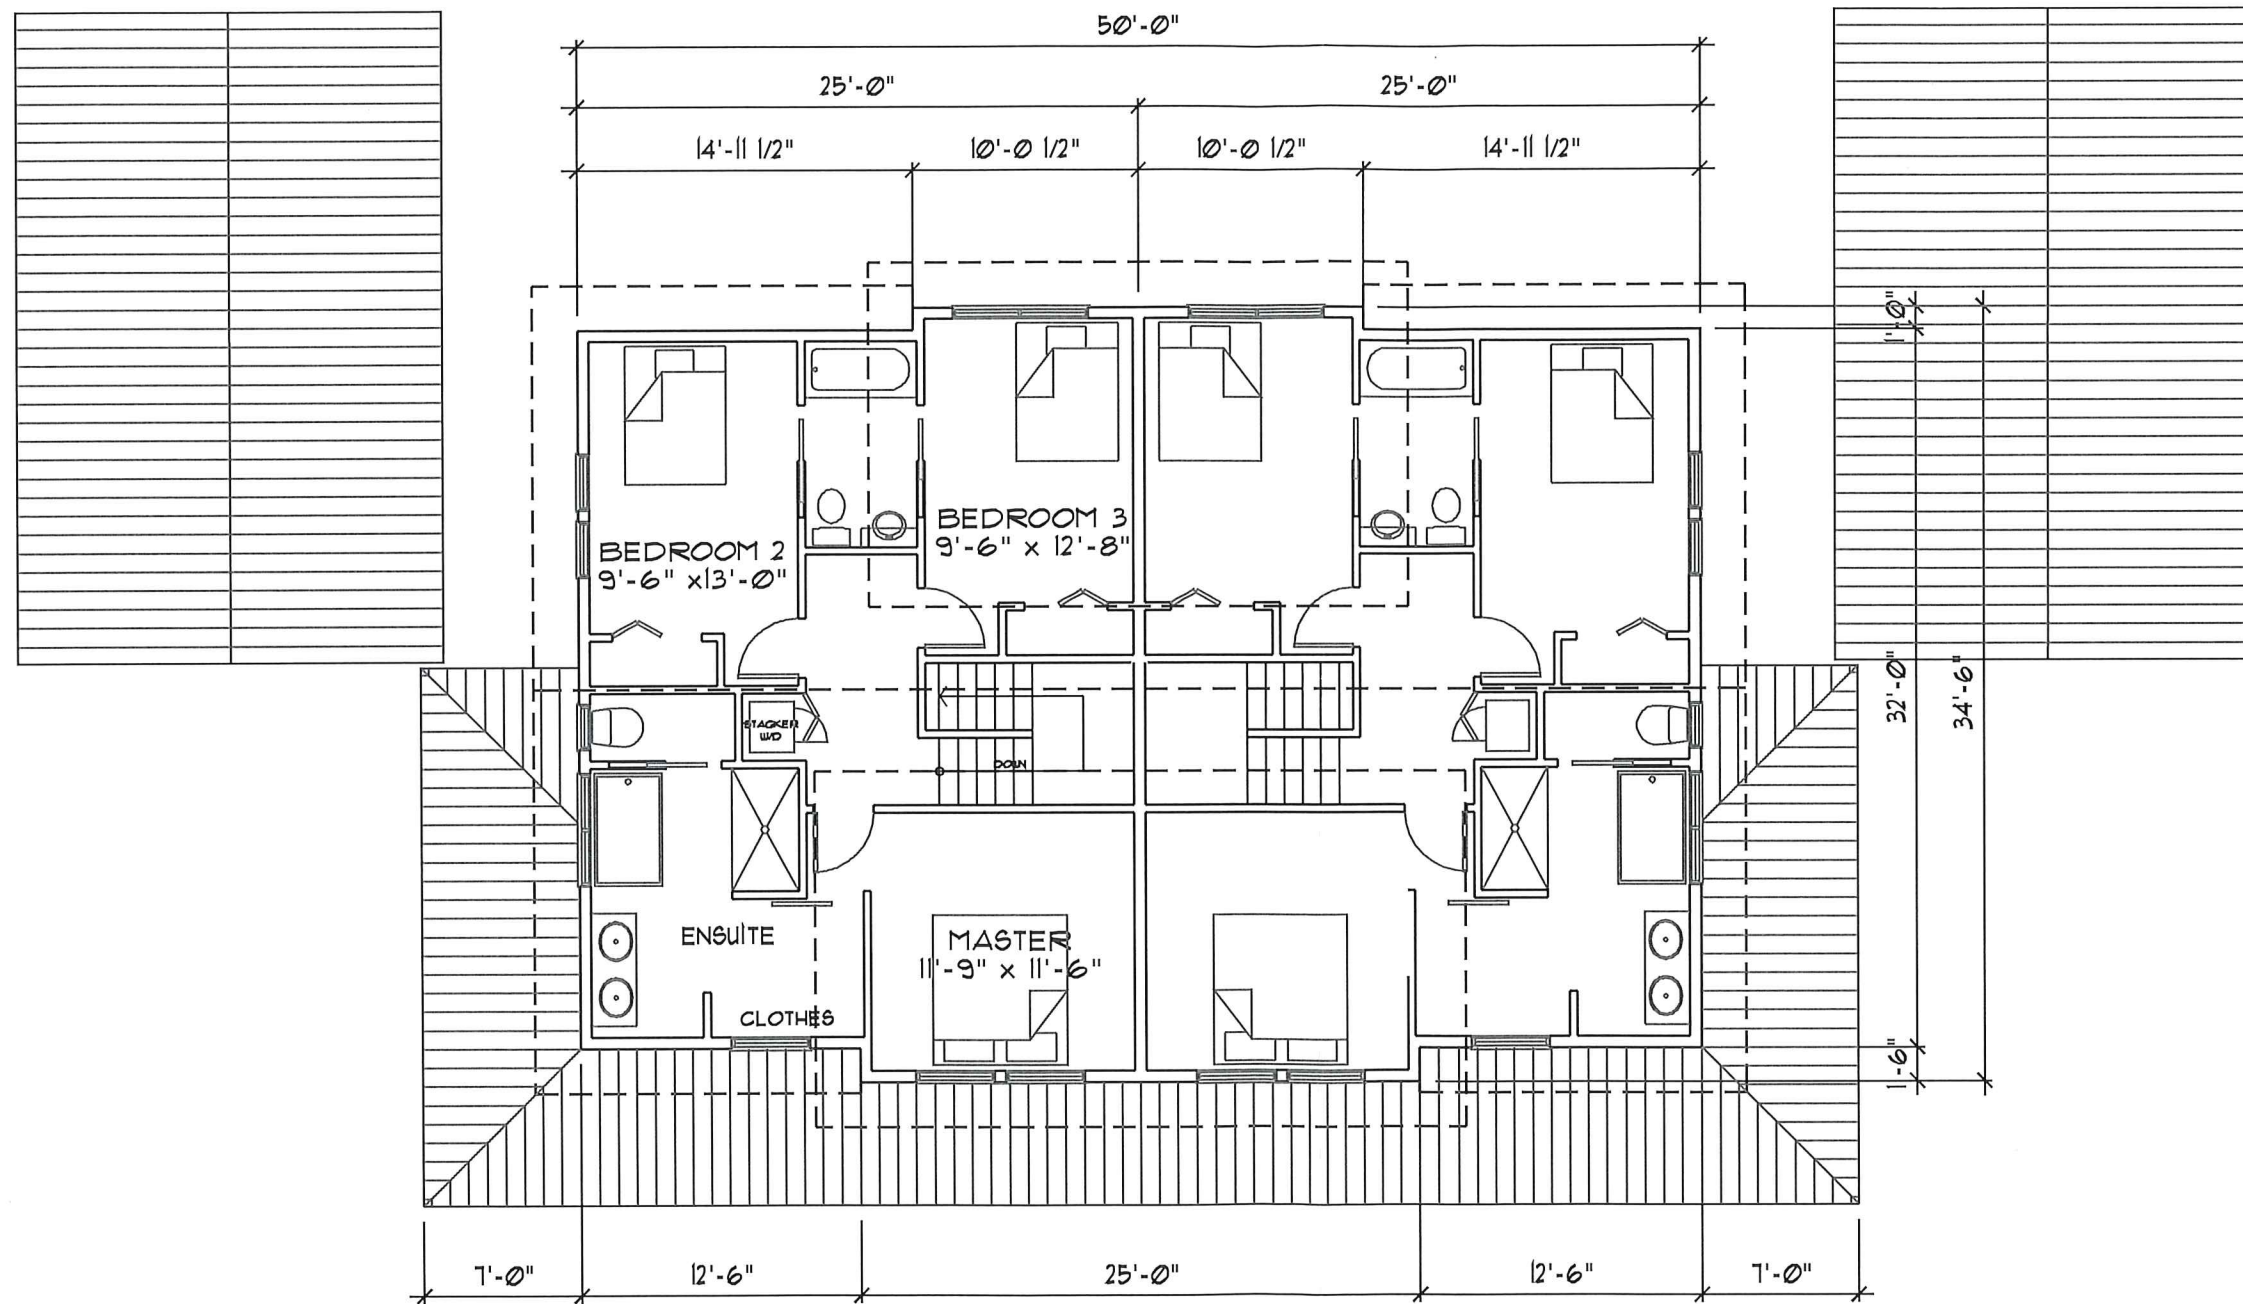 50'-0"
25'-0" 25'-0"
14'-11 1/2" 10'-0 1/2" 10'-0 1/2" 14'-11 1/2"
1'-0"
BEDROOM 3
9'-6" x 12'-8"
BEDROOM 2
9'-6" x13'-0"
32'-0"
34'-6"
STACKER
W/D
DOWN
ENSUITE
MASTER
11'-9" x 11'-6"
CLOTHES
1'-6"
7'-0" 12'-6" 25'-0" 12'-6" 7'-0"